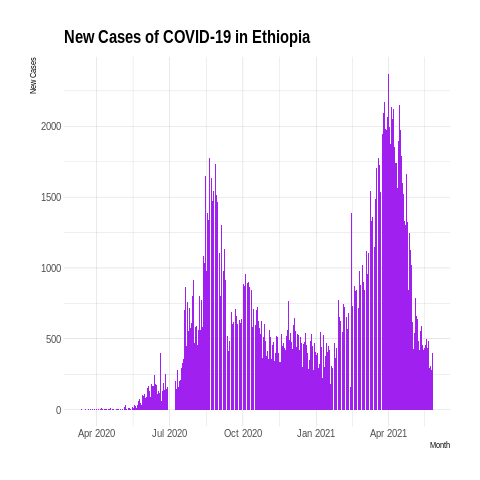 New Cases of COVID-19 in Ethiopia
New Cases
2000
1500
1000
500
0
Apr 2020 Jul 2020 Oct 2020 Jan 2021 Apr 2021
Month